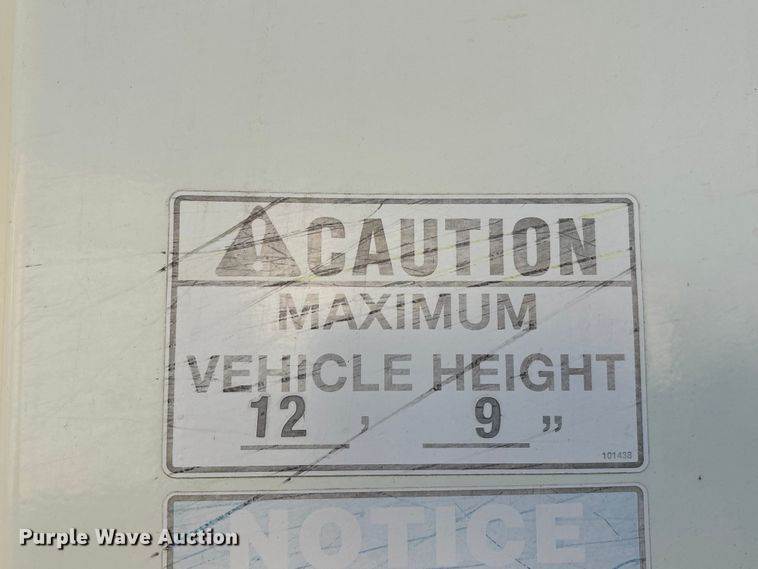 CAUTION
MAXIMUM
VEHICLE HEIGHT
12 ' 9 "
101438
NOTICE
Purple Wave Auction